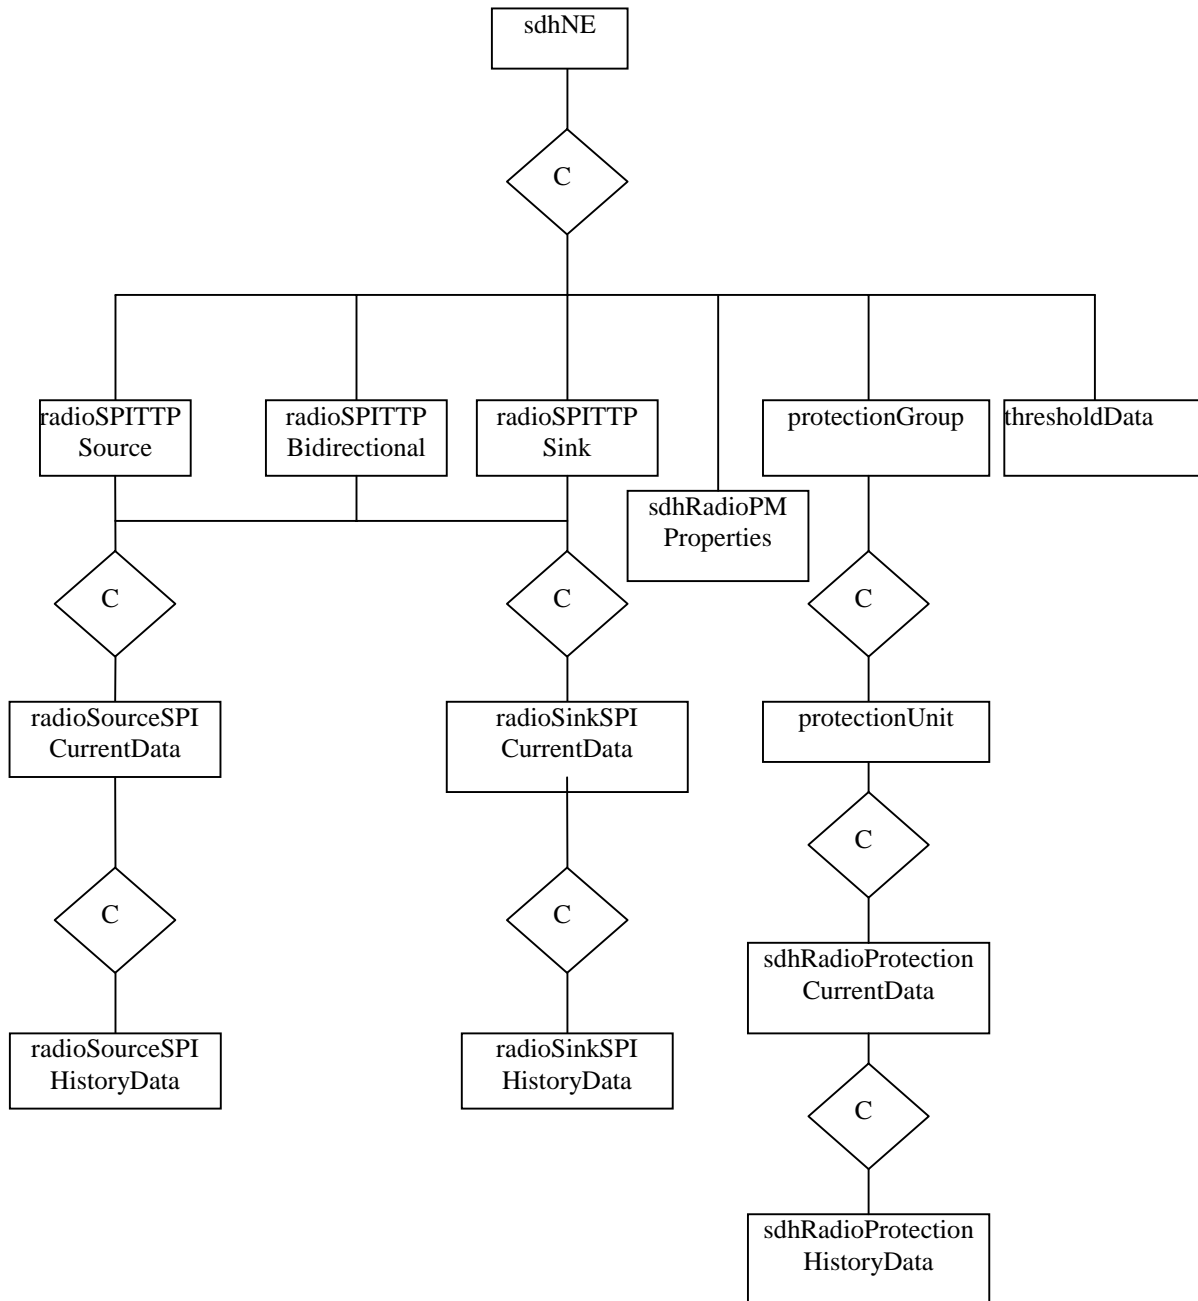 sdhNE
C
radioSPITTP
Source
radioSPITTP
Bidirectional
radioSPITTP
Sink
protectionGroup
thresholdData
sdhRadioPM
Properties
C
C
C
radioSourceSPI
CurrentData
radioSinkSPI
CurrentData
protectionUnit
C
C
C
sdhRadioProtection
CurrentData
radioSourceSPI
HistoryData
radioSinkSPI
HistoryData
C
sdhRadioProtection
HistoryData